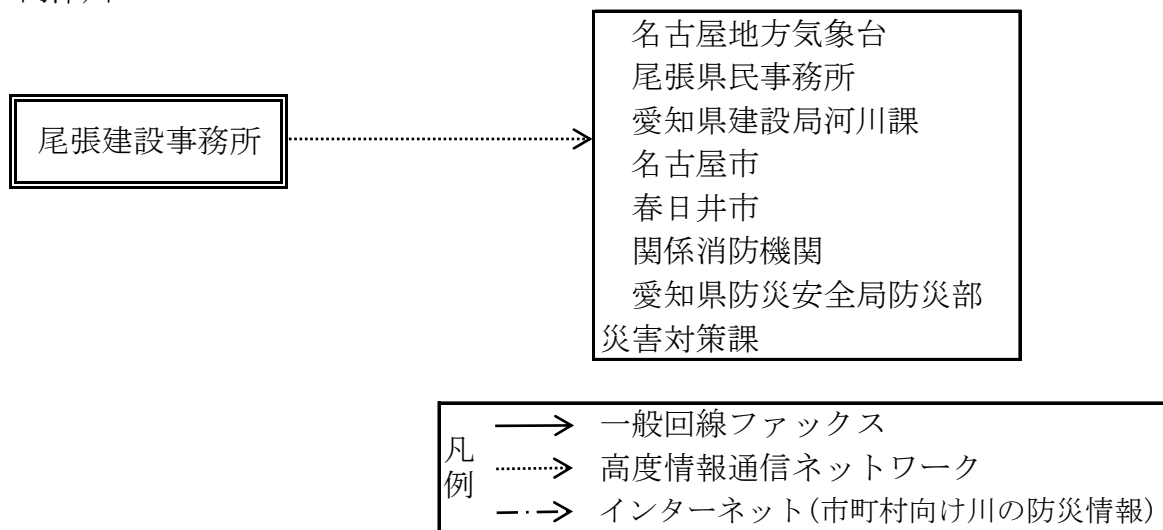 名古屋地方気象台
尾張県民事務所
愛知県建設局河川課
名古屋市
春日井市
関係消防機関
愛知県防災安全局防災部
災害対策課
尾張建設事務所
凡例
一般回線ファックス
高度情報通信ネットワーク
インターネット(市町村向け川の防災情報)